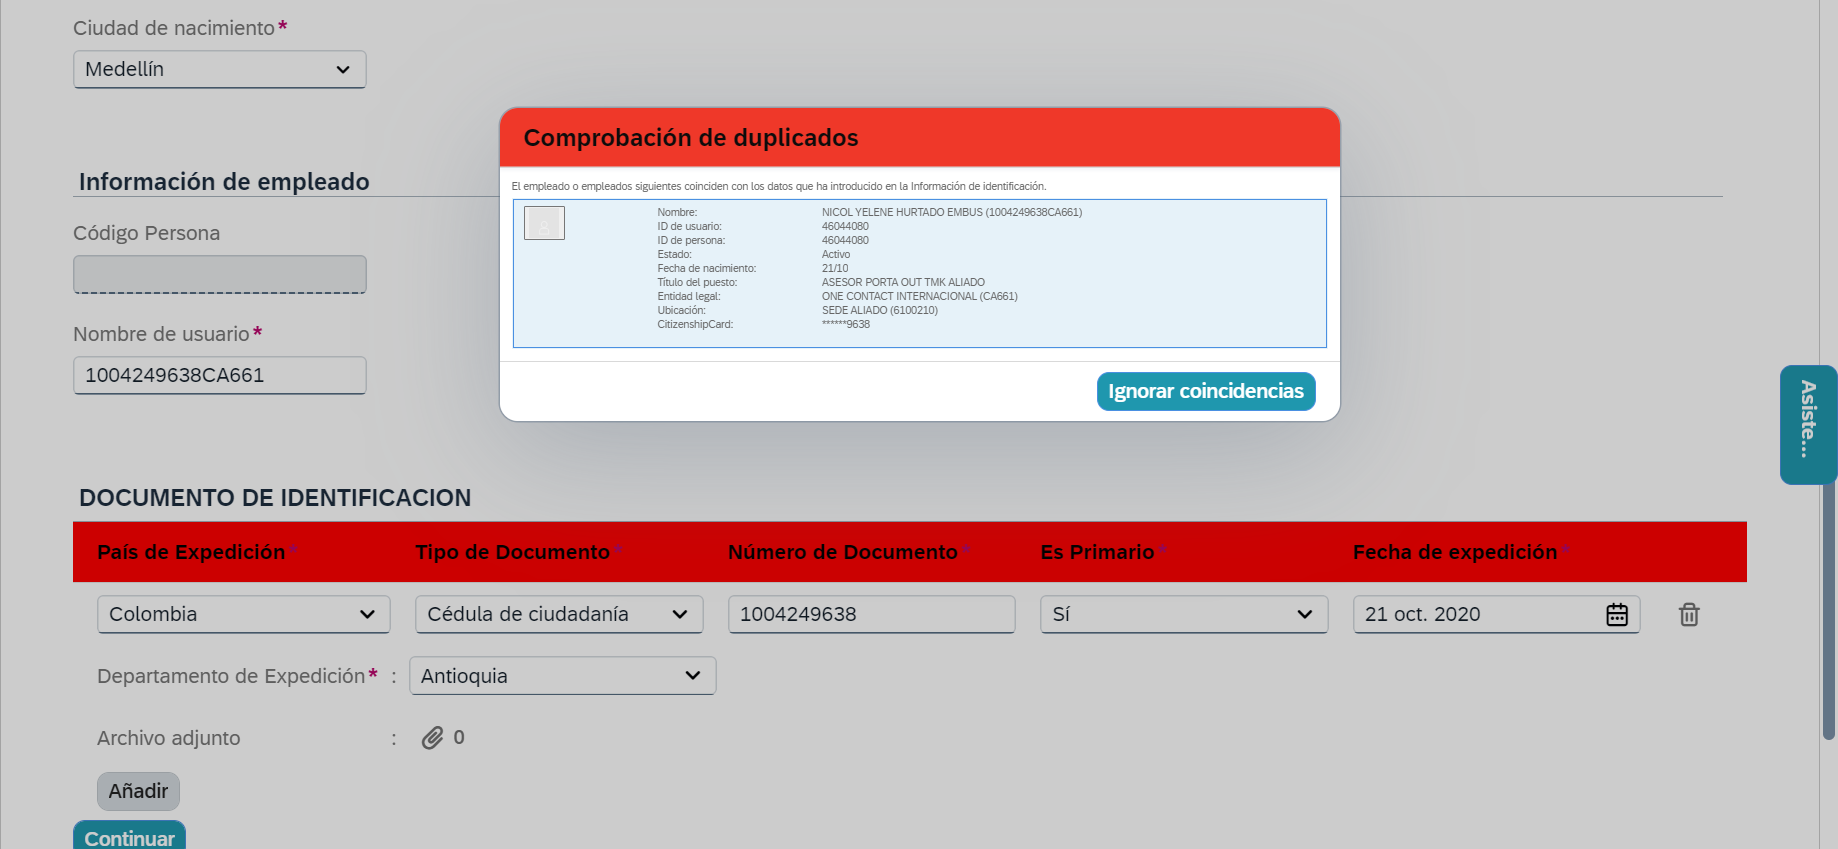 Ciudad de nacimiento*
Medellín
Información de empleado
Código Persona
Nombre de usuario*
1004249638CA661
Comprobación de duplicados
El empleado o empleados siguientes coinciden con los datos que ha introducido en la Información de identificación.
Nombre: NICOL YELENE HURTADO EMBUS (1004249638CA661)
ID de usuario: 46044080
ID de persona: 46044080
Estado: Activo
Fecha de nacimiento: 21/10
Título del puesto: ASESOR PORTA OUT TMK ALIADO
Entidad legal: ONE CONTACT INTERNACIONAL (CA661)
Ubicación: SEDE ALIADO (6100210)
CitizenshipCard: ******9638
Ignorar coincidencias
Asiste...
DOCUMENTO DE IDENTIFICACION
País de Expedición* Tipo de Documento* Número de Documento* Es Primario* Fecha de expedición*
Colombia Cédula de ciudadanía 1004249638 Sí 21 oct. 2020
Departamento de Expedición* : Antioquia
Archivo adjunto : 0
Añadir
Continuar